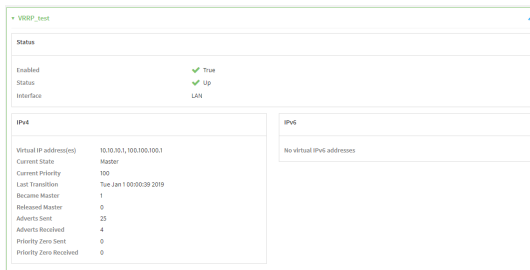 VRRP_test
Status
Enabled True
Status Up
Interface LAN
IPv4
Virtual IP address(es) 10.10.10.1, 100.100.100.1
Current State Master
Current Priority 100
Last Transition Tue Jan 1 00:00:39 2019
Became Master 1
Released Master 0
Adverts Sent 25
Adverts Received 4
Priority Zero Sent 0
Priority Zero Received 0
IPv6
No virtual IPv6 addresses